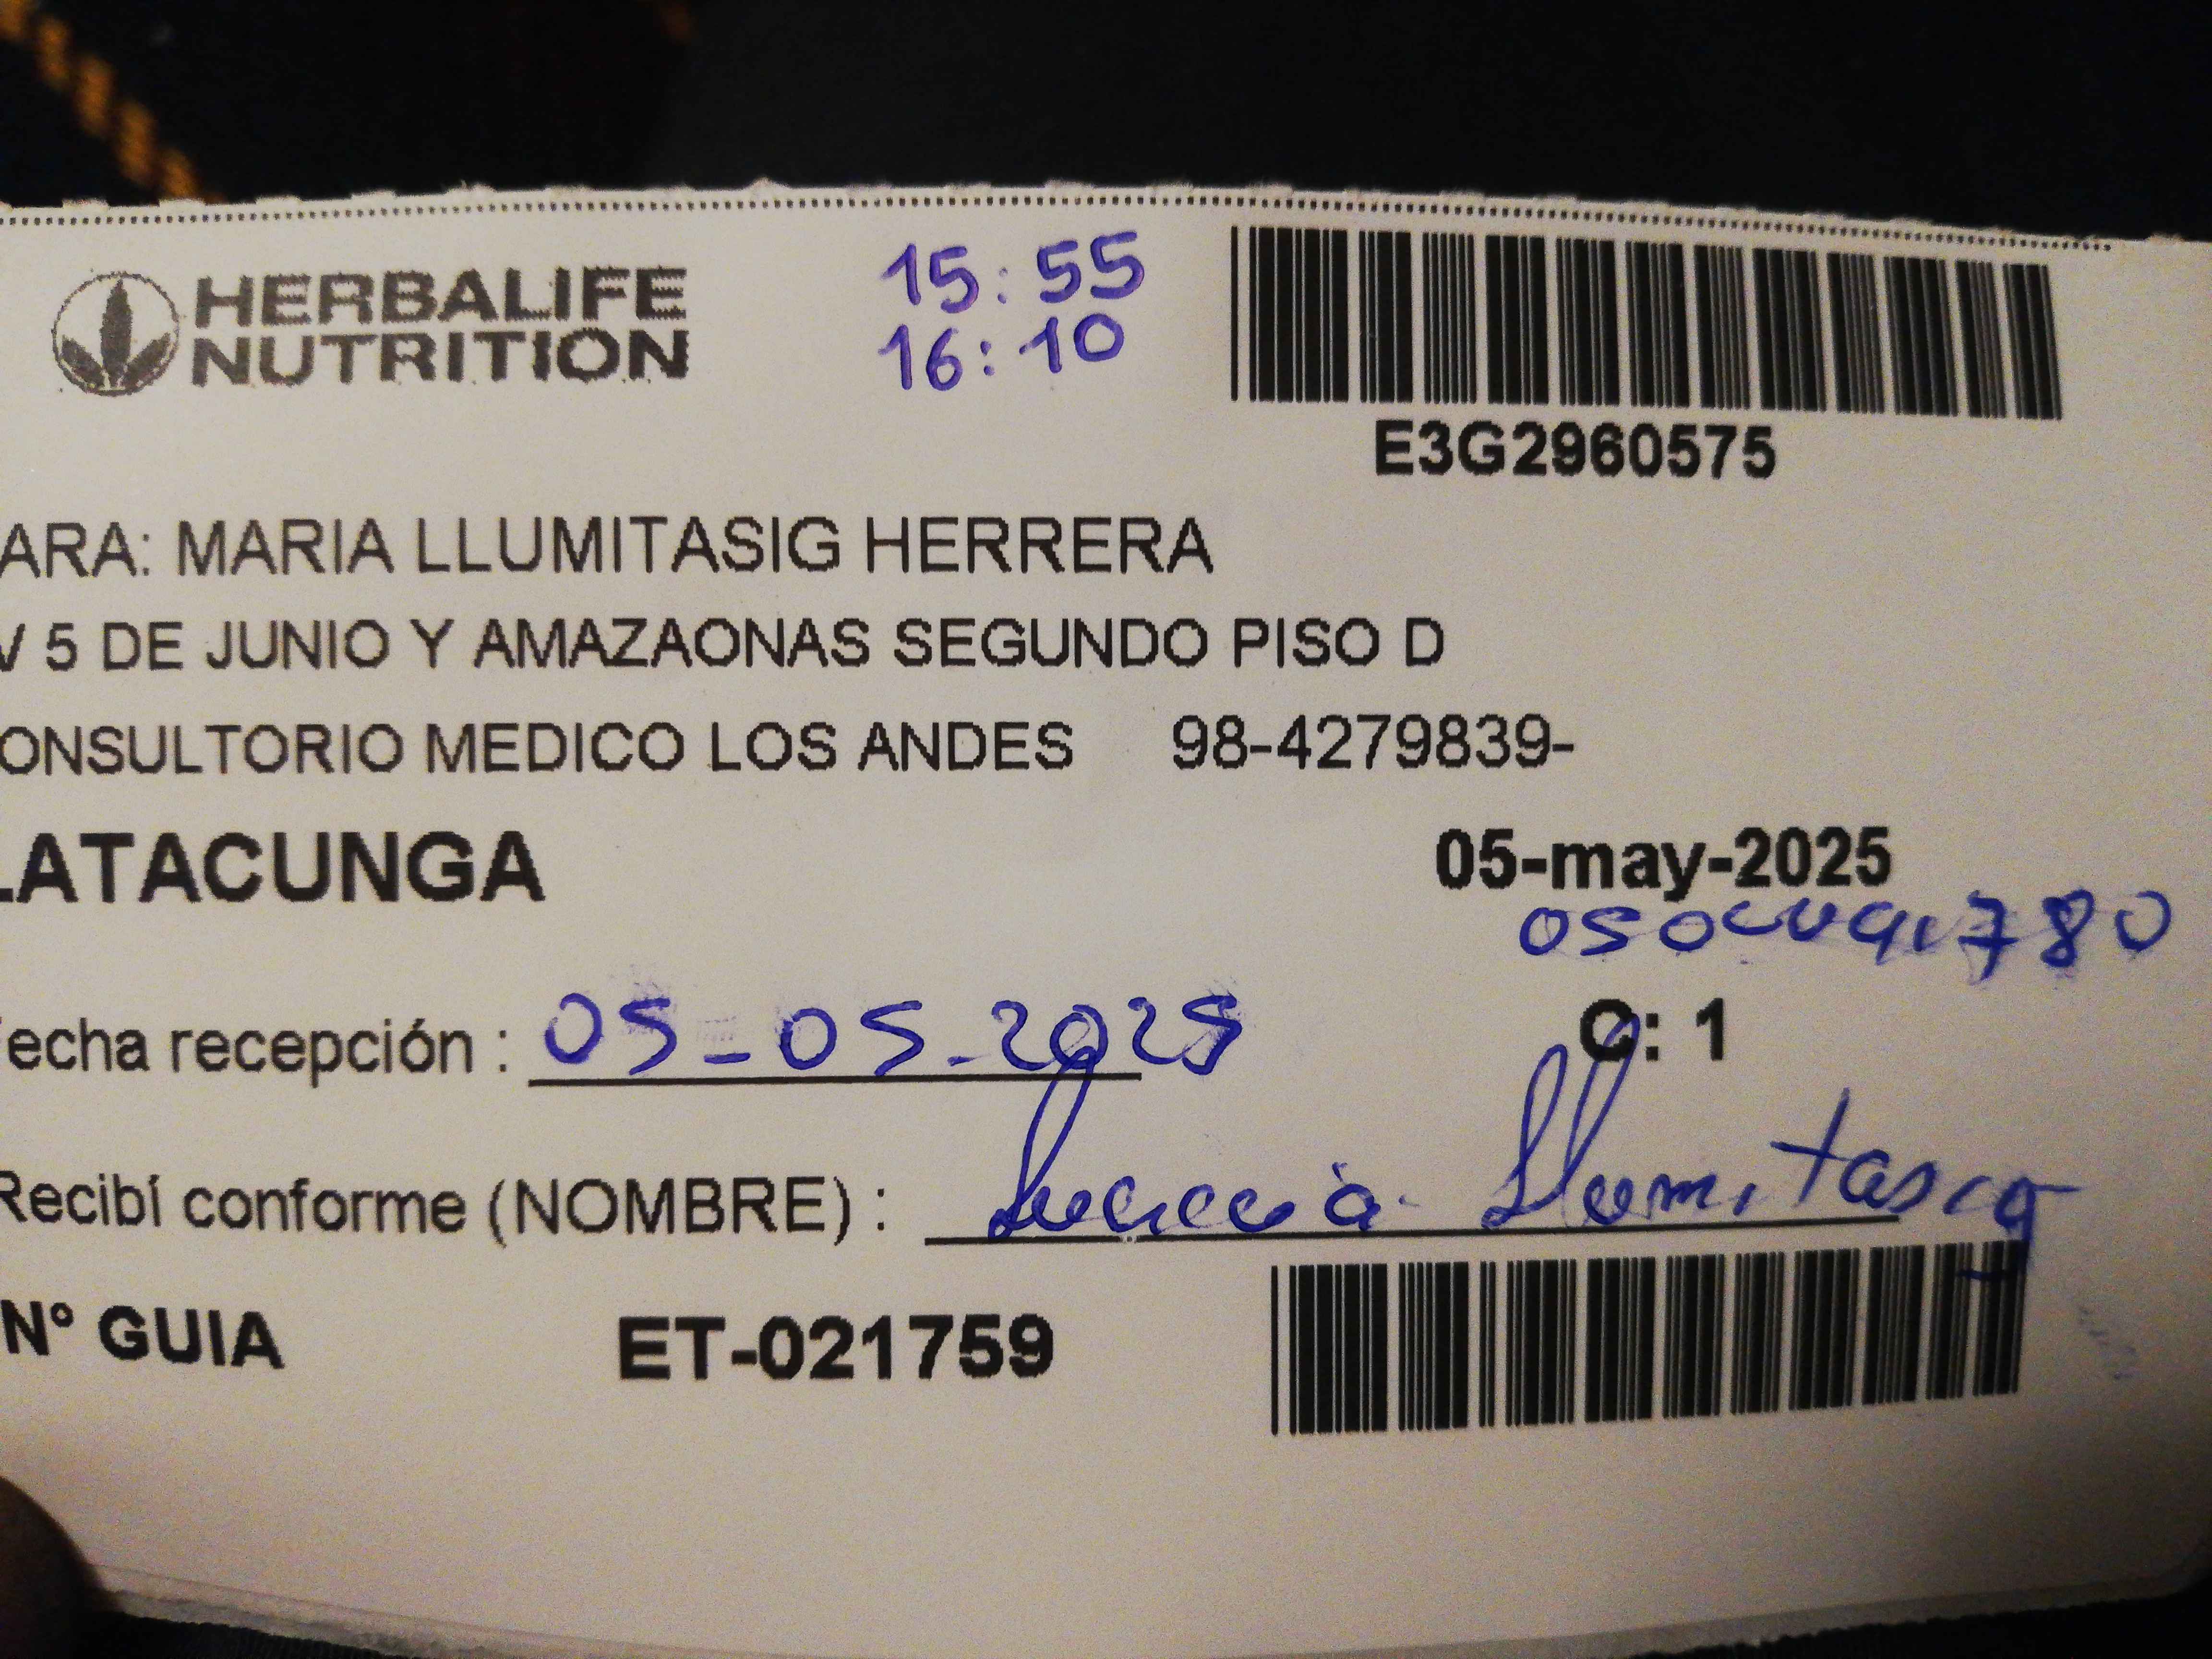 HERBALIFE
NUTRITION
15:55
16:10
E3G2960575
ARA: MARIA LLUMITASIG HERRERA
V 5 DE JUNIO Y AMAZAONAS SEGUNDO PISO D
ONSULTORIO MEDICO LOS ANDES 98-4279839-
LATACUNGA
05-may-2025
echa recepción : 05-05-2025
C: 1
Recibí conforme (NOMBRE) : Llumitasig
N° GUIA ET-021759